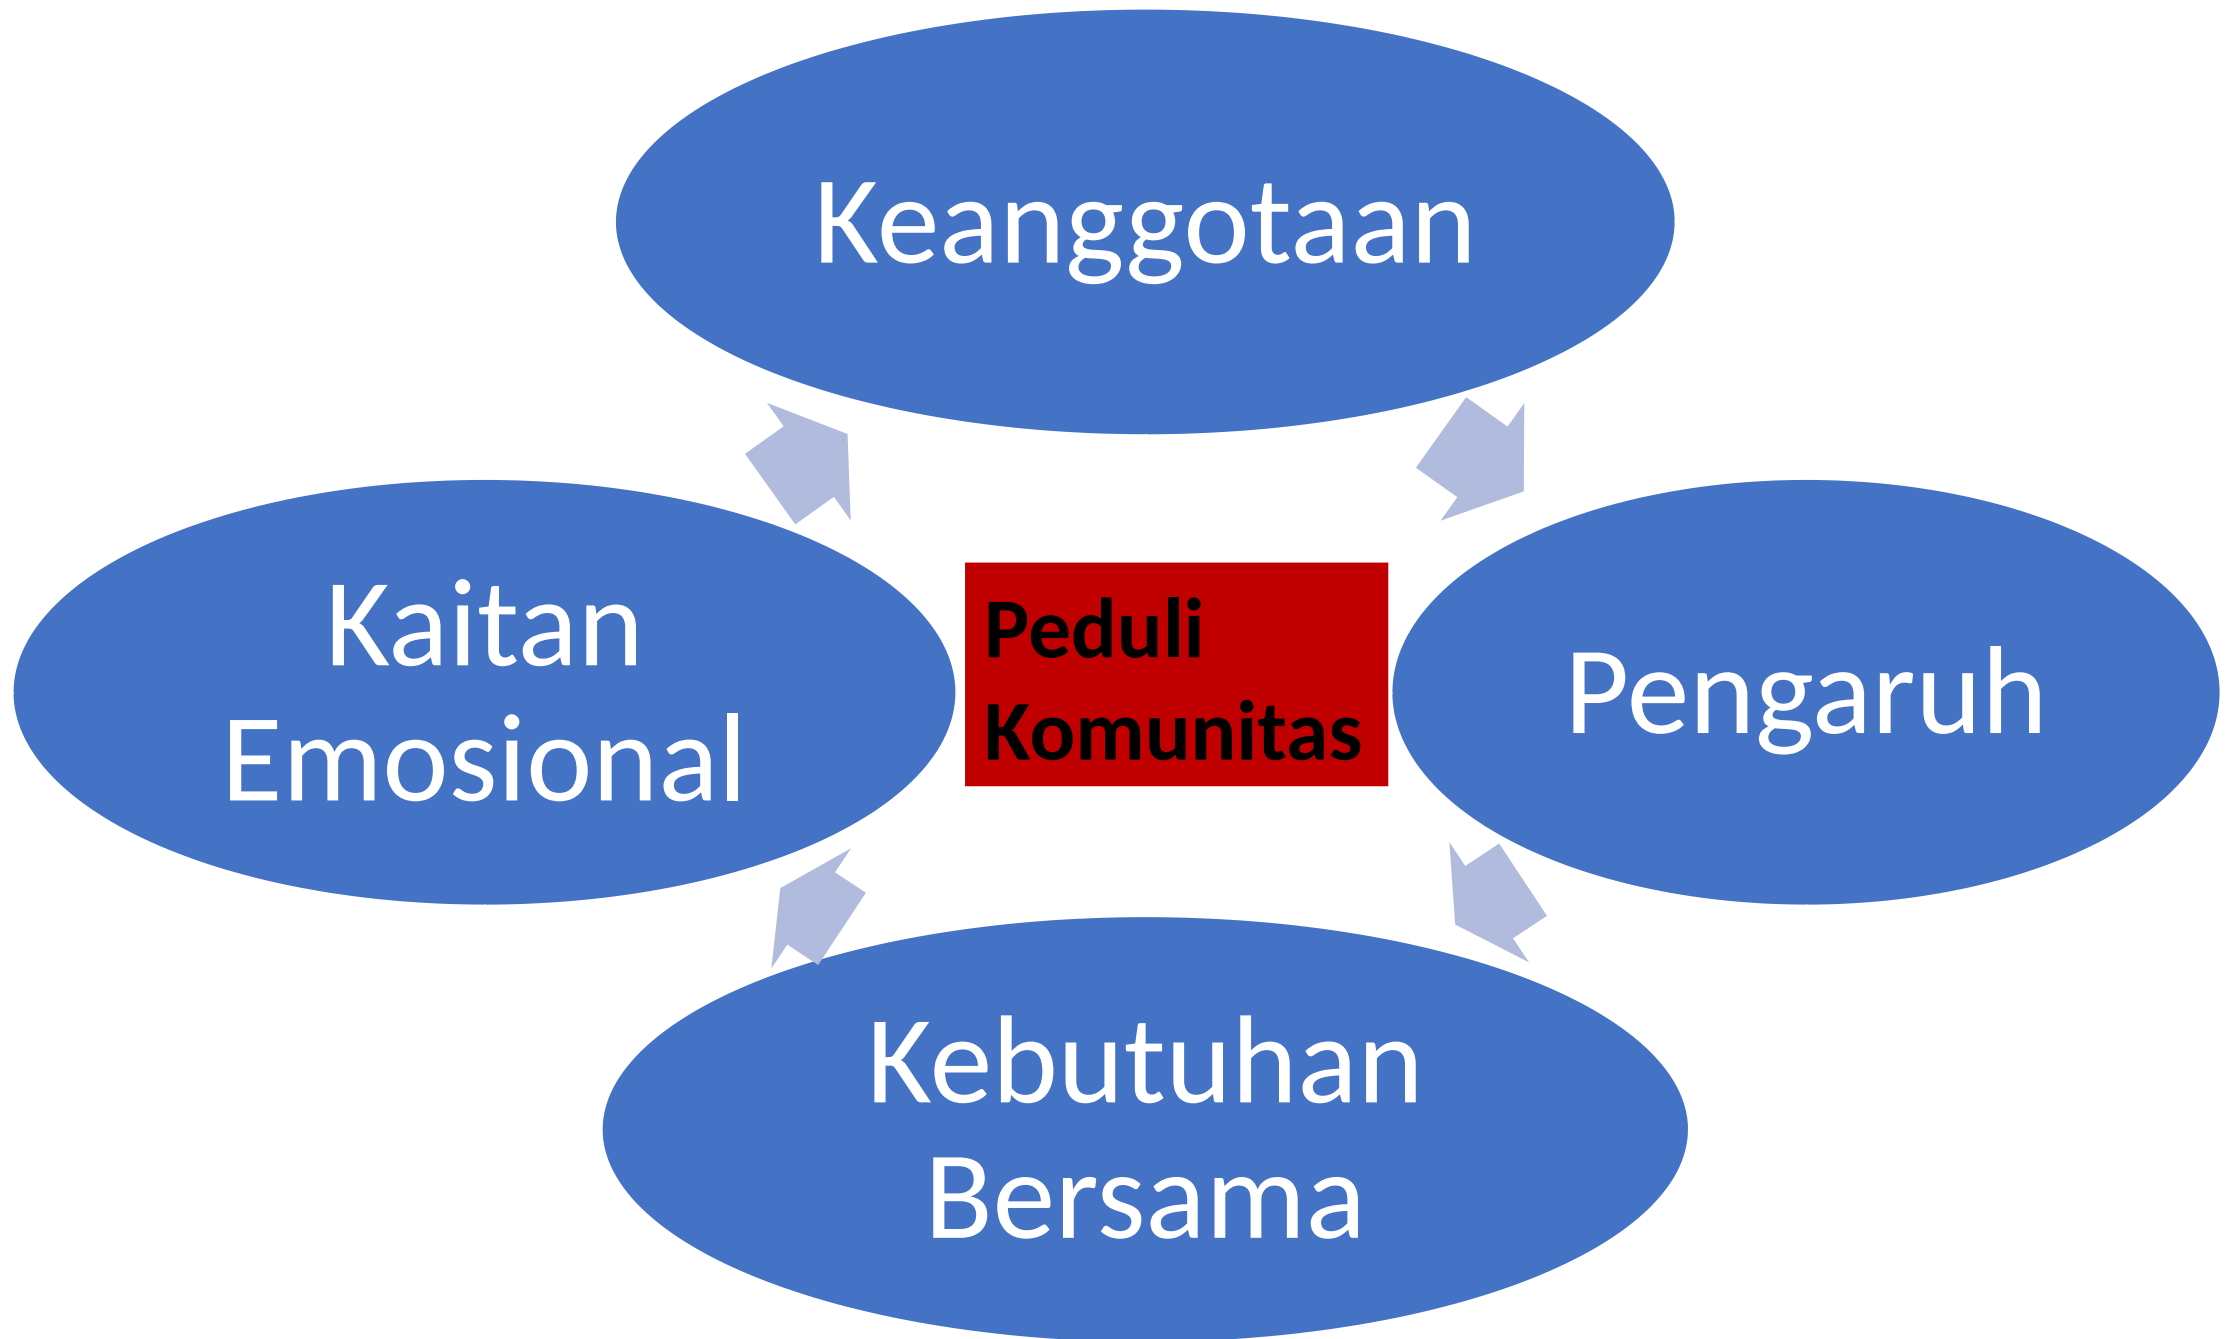 Keanggotaan
Kaitan
Emosional
Peduli
Komunitas
Pengaruh
Kebutuhan
Bersama